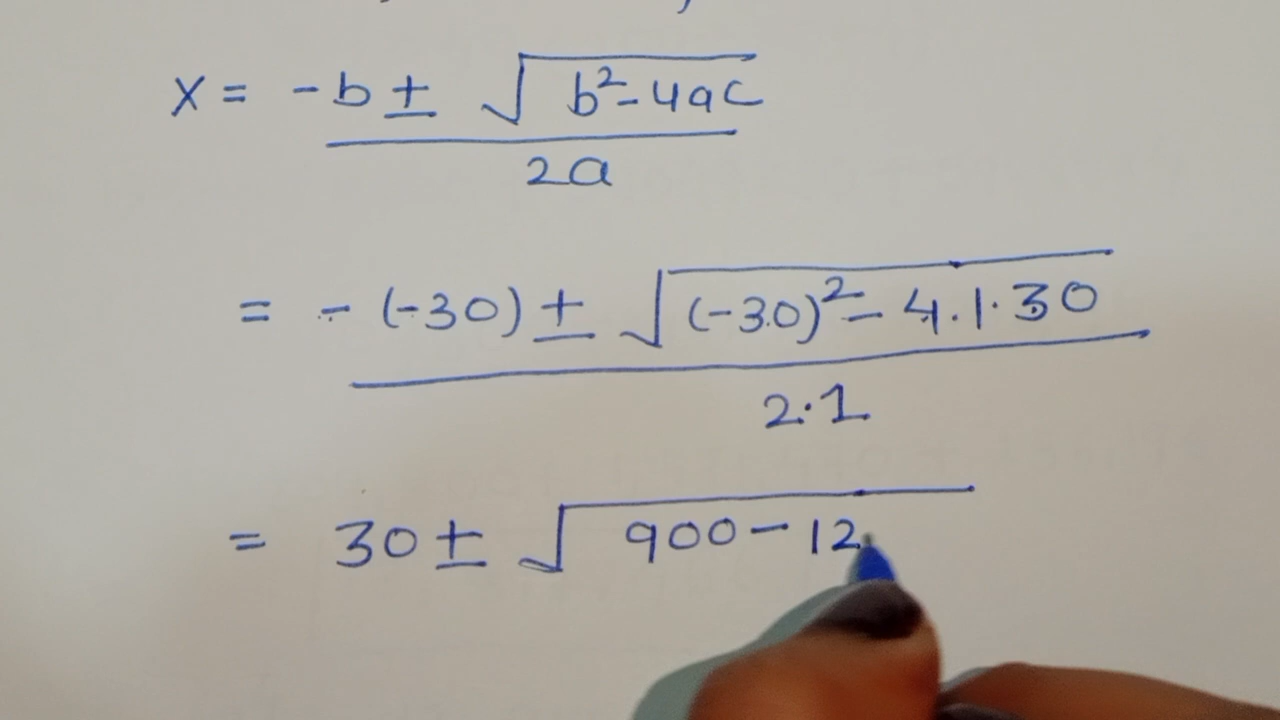 x = -b ± √b²-4ac
2a
= - (-30) ± √(-30)² - 4.1.30
2.1
= 30 ± √900 - 12